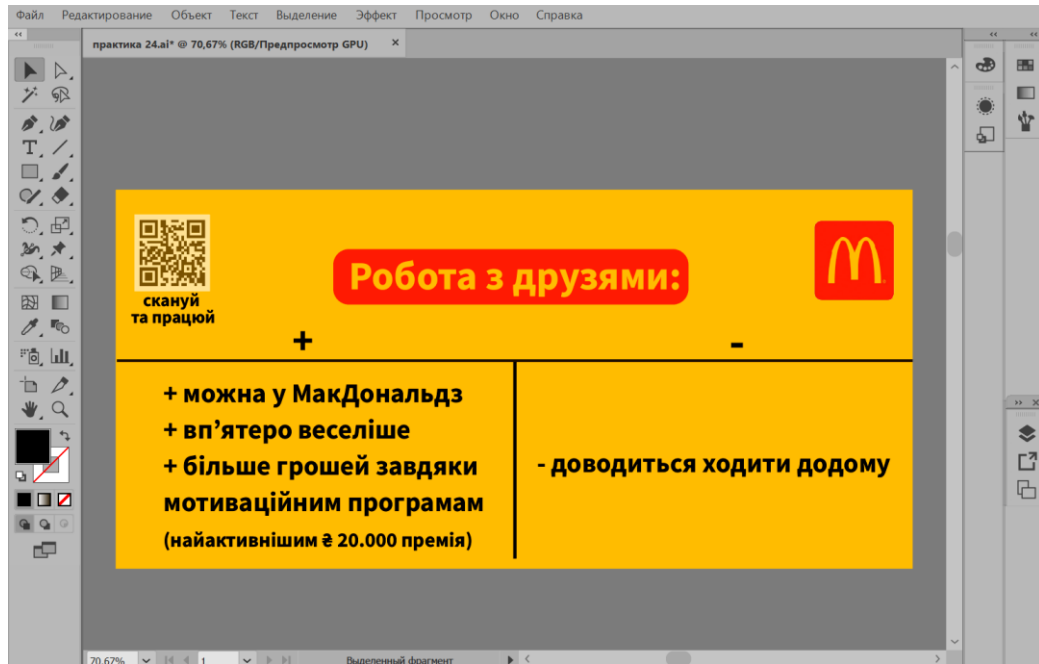 Файл Редактирование Объект Текст Выделение Эффект Просмотр Окно Справка
практика 24.ai* @ 70,67% (RGB/Предпросмотр GPU) ×
Робота з друзями:
скануй
та працюй
+ -
+ можна у МакДональдз
+ вп’ятеро веселіше
+ більше грошей завдяки
мотиваційним програмам
(найактивнішим ₴ 20.000 премія)
- доводиться ходити додому
70,67% 1 Выделенный фрагмент